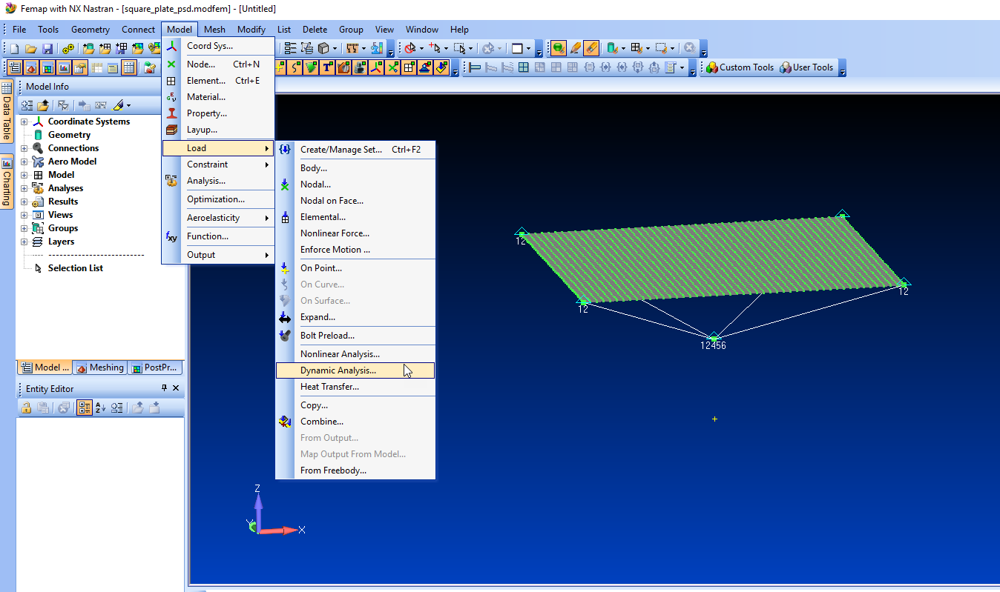 Femap with NX Nastran - [square_plate_psd.modfem] - [Untitled]
File Tools Geometry Connect Model Mesh Modify List Delete Group View Window Help
Custom Tools User Tools
Data Table
Charting
Model Info
Coordinate Systems
Geometry
Connections
Aero Model
Model
Analyses
Results
Views
Groups
Layers
Selection List
Model ... Meshing PostPr...
Entity Editor
Coord Sys...
Node... Ctrl+N
Element... Ctrl+E
Material...
Property...
Layup...
Load
Constraint
Analysis...
Optimization...
Aeroelasticity
Function...
Output
Create/Manage Set... Ctrl+F2
Body...
Nodal...
Nodal on Face...
Elemental...
Nonlinear Force...
Enforce Motion ...
On Point...
On Curve...
On Surface...
Expand...
Bolt Preload...
Nonlinear Analysis...
Dynamic Analysis...
Heat Transfer...
Copy...
Combine...
From Output...
Map Output From Model...
From Freebody...
12
12
12
12456
Z
Y
X